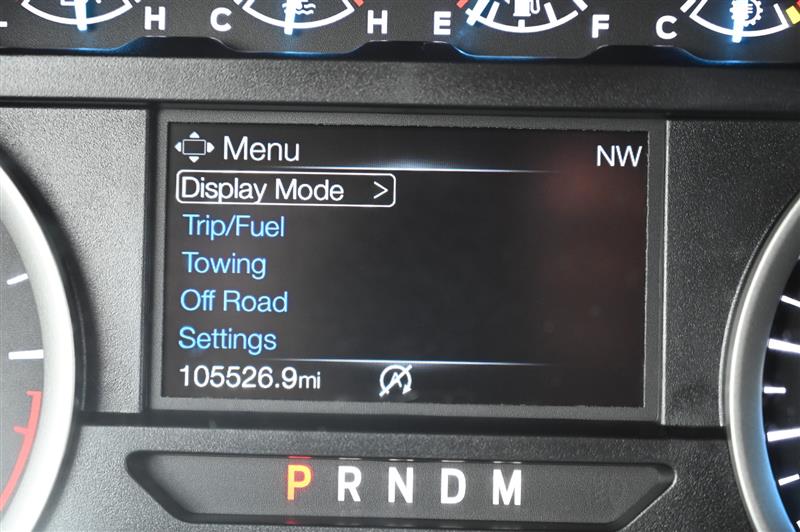 L H C H E F C
Menu NW
Display Mode >
Trip/Fuel
Towing
Off Road
Settings
105526.9mi
P R N D M